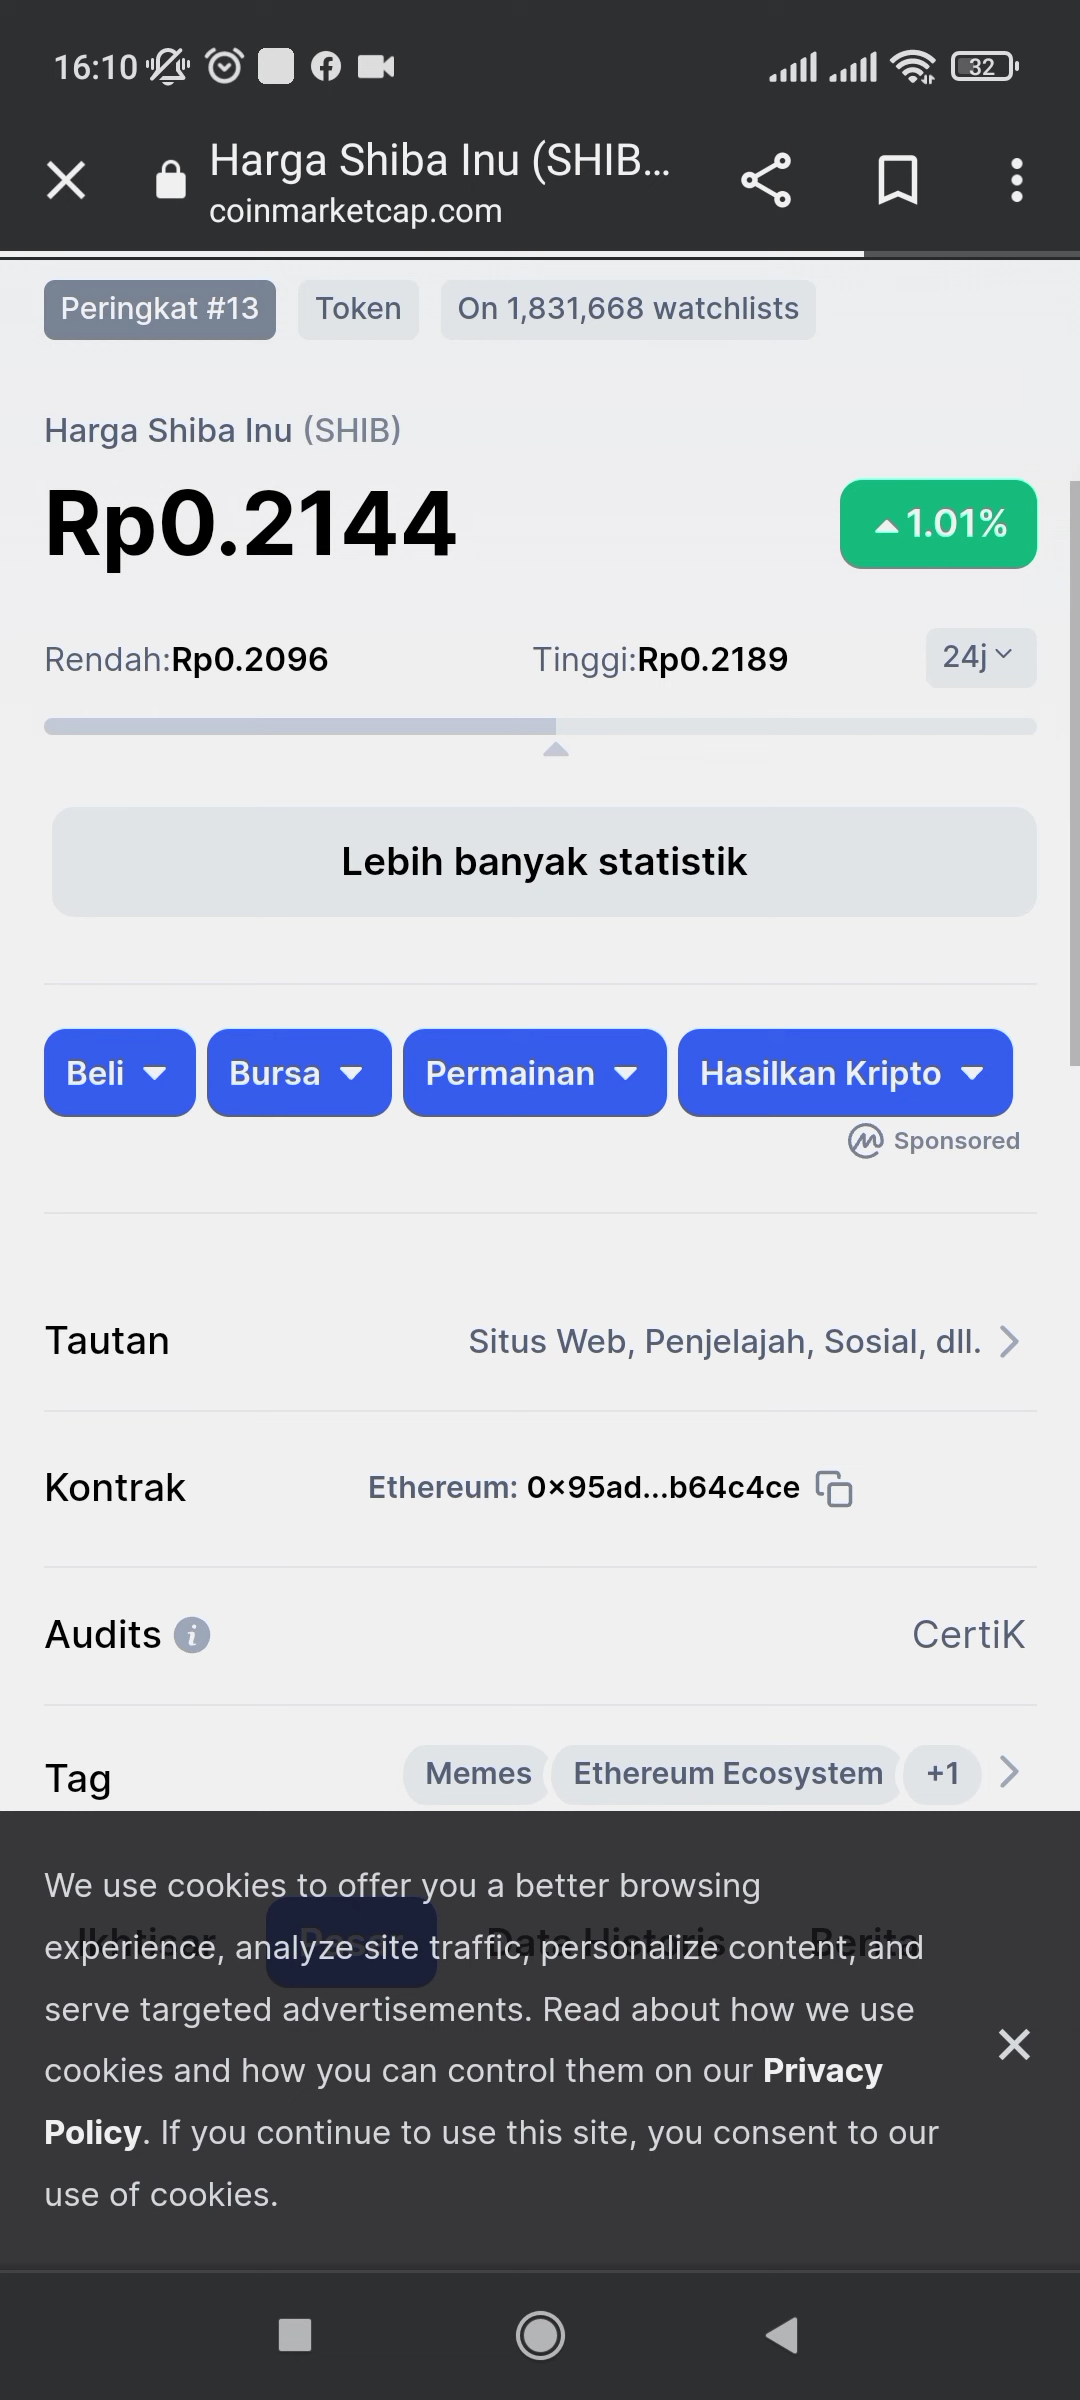 16:10
32
Harga Shiba Inu (SHIB...
coinmarketcap.com
Peringkat #13 Token On 1,831,668 watchlists
Harga Shiba Inu (SHIB)
Rp0.2144 1.01%
Rendah:Rp0.2096 Tinggi:Rp0.2189 24j
Lebih banyak statistik
Beli Bursa Permainan Hasilkan Kripto
Sponsored
Tautan Situs Web, Penjelajah, Sosial, dll.
Kontrak Ethereum: 0x95ad...b64c4ce
Audits CertiK
Tag Memes Ethereum Ecosystem +1
We use cookies to offer you a better browsing
Ikhtisar Pasar Data Historis Berita
experience, analyze site traffic, personalize content, and
serve targeted advertisements. Read about how we use
cookies and how you can control them on our Privacy
Policy. If you continue to use this site, you consent to our
use of cookies.